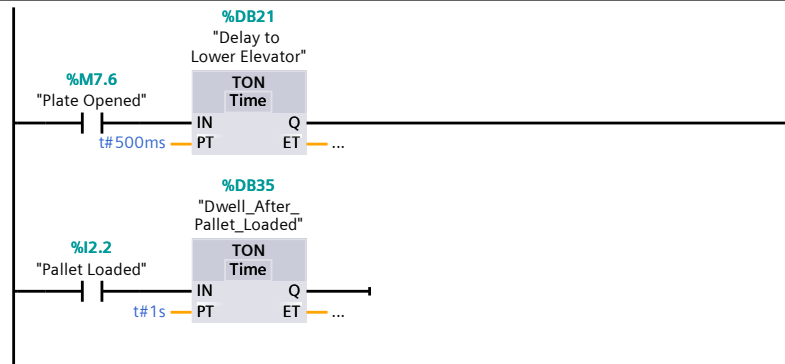 %DB21
"Delay to
Lower Elevator"
%M7.6
TON
"Plate Opened"
Time
IN
Q
t#500ms
PT
ET
...
%DB35
"Dwell_After_
Pallet_Loaded"
%I2.2
TON
"Pallet Loaded"
Time
IN
Q
t#1s
PT
ET
...